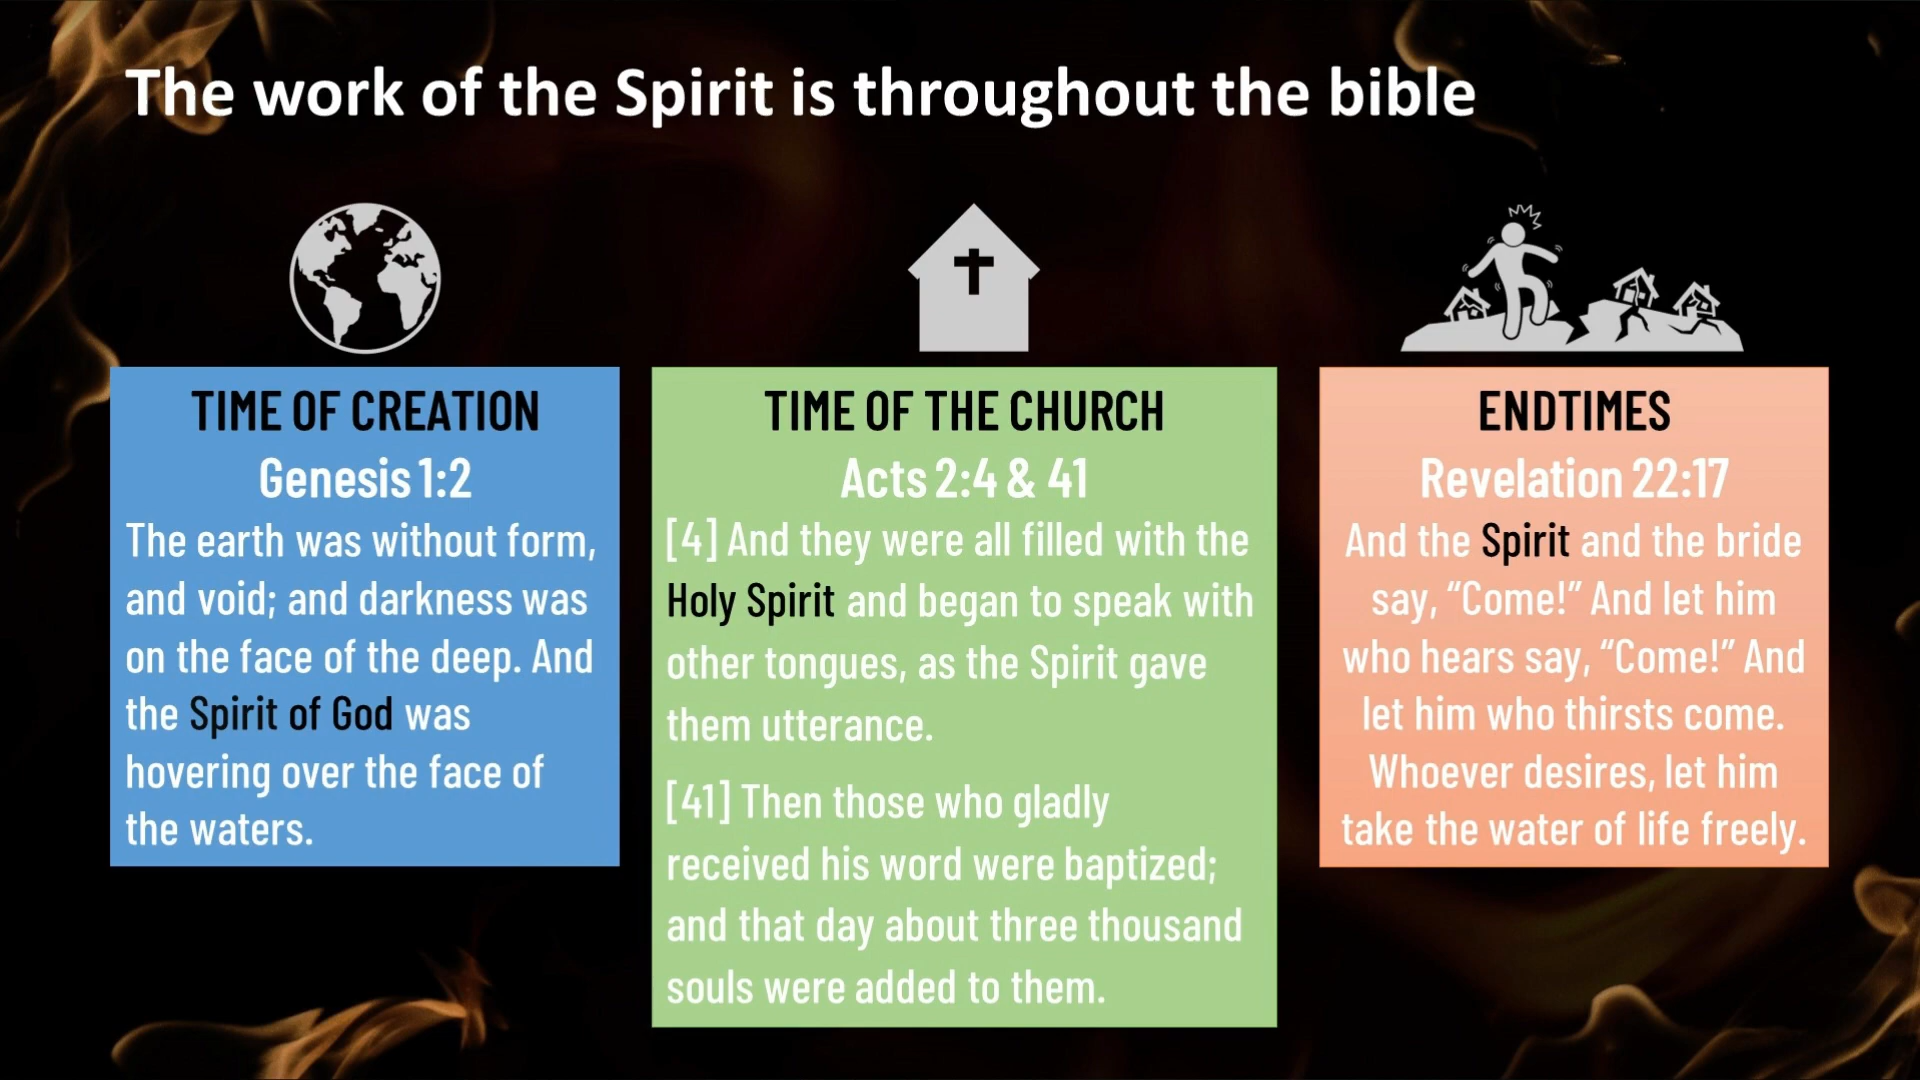 The work of the Spirit is throughout the bible
TIME OF CREATION
Genesis 1:2
The earth was without form,
and void; and darkness was
on the face of the deep. And
the Spirit of God was
hovering over the face of
the waters.
TIME OF THE CHURCH
Acts 2:4 & 41
[4] And they were all filled with the
Holy Spirit and began to speak with
other tongues, as the Spirit gave
them utterance.
[41] Then those who gladly
received his word were baptized;
and that day about three thousand
souls were added to them.
ENDTIMES
Revelation 22:17
And the Spirit and the bride
say, “Come!” And let him
who hears say, “Come!” And
let him who thirsts come.
Whoever desires, let him
take the water of life freely.